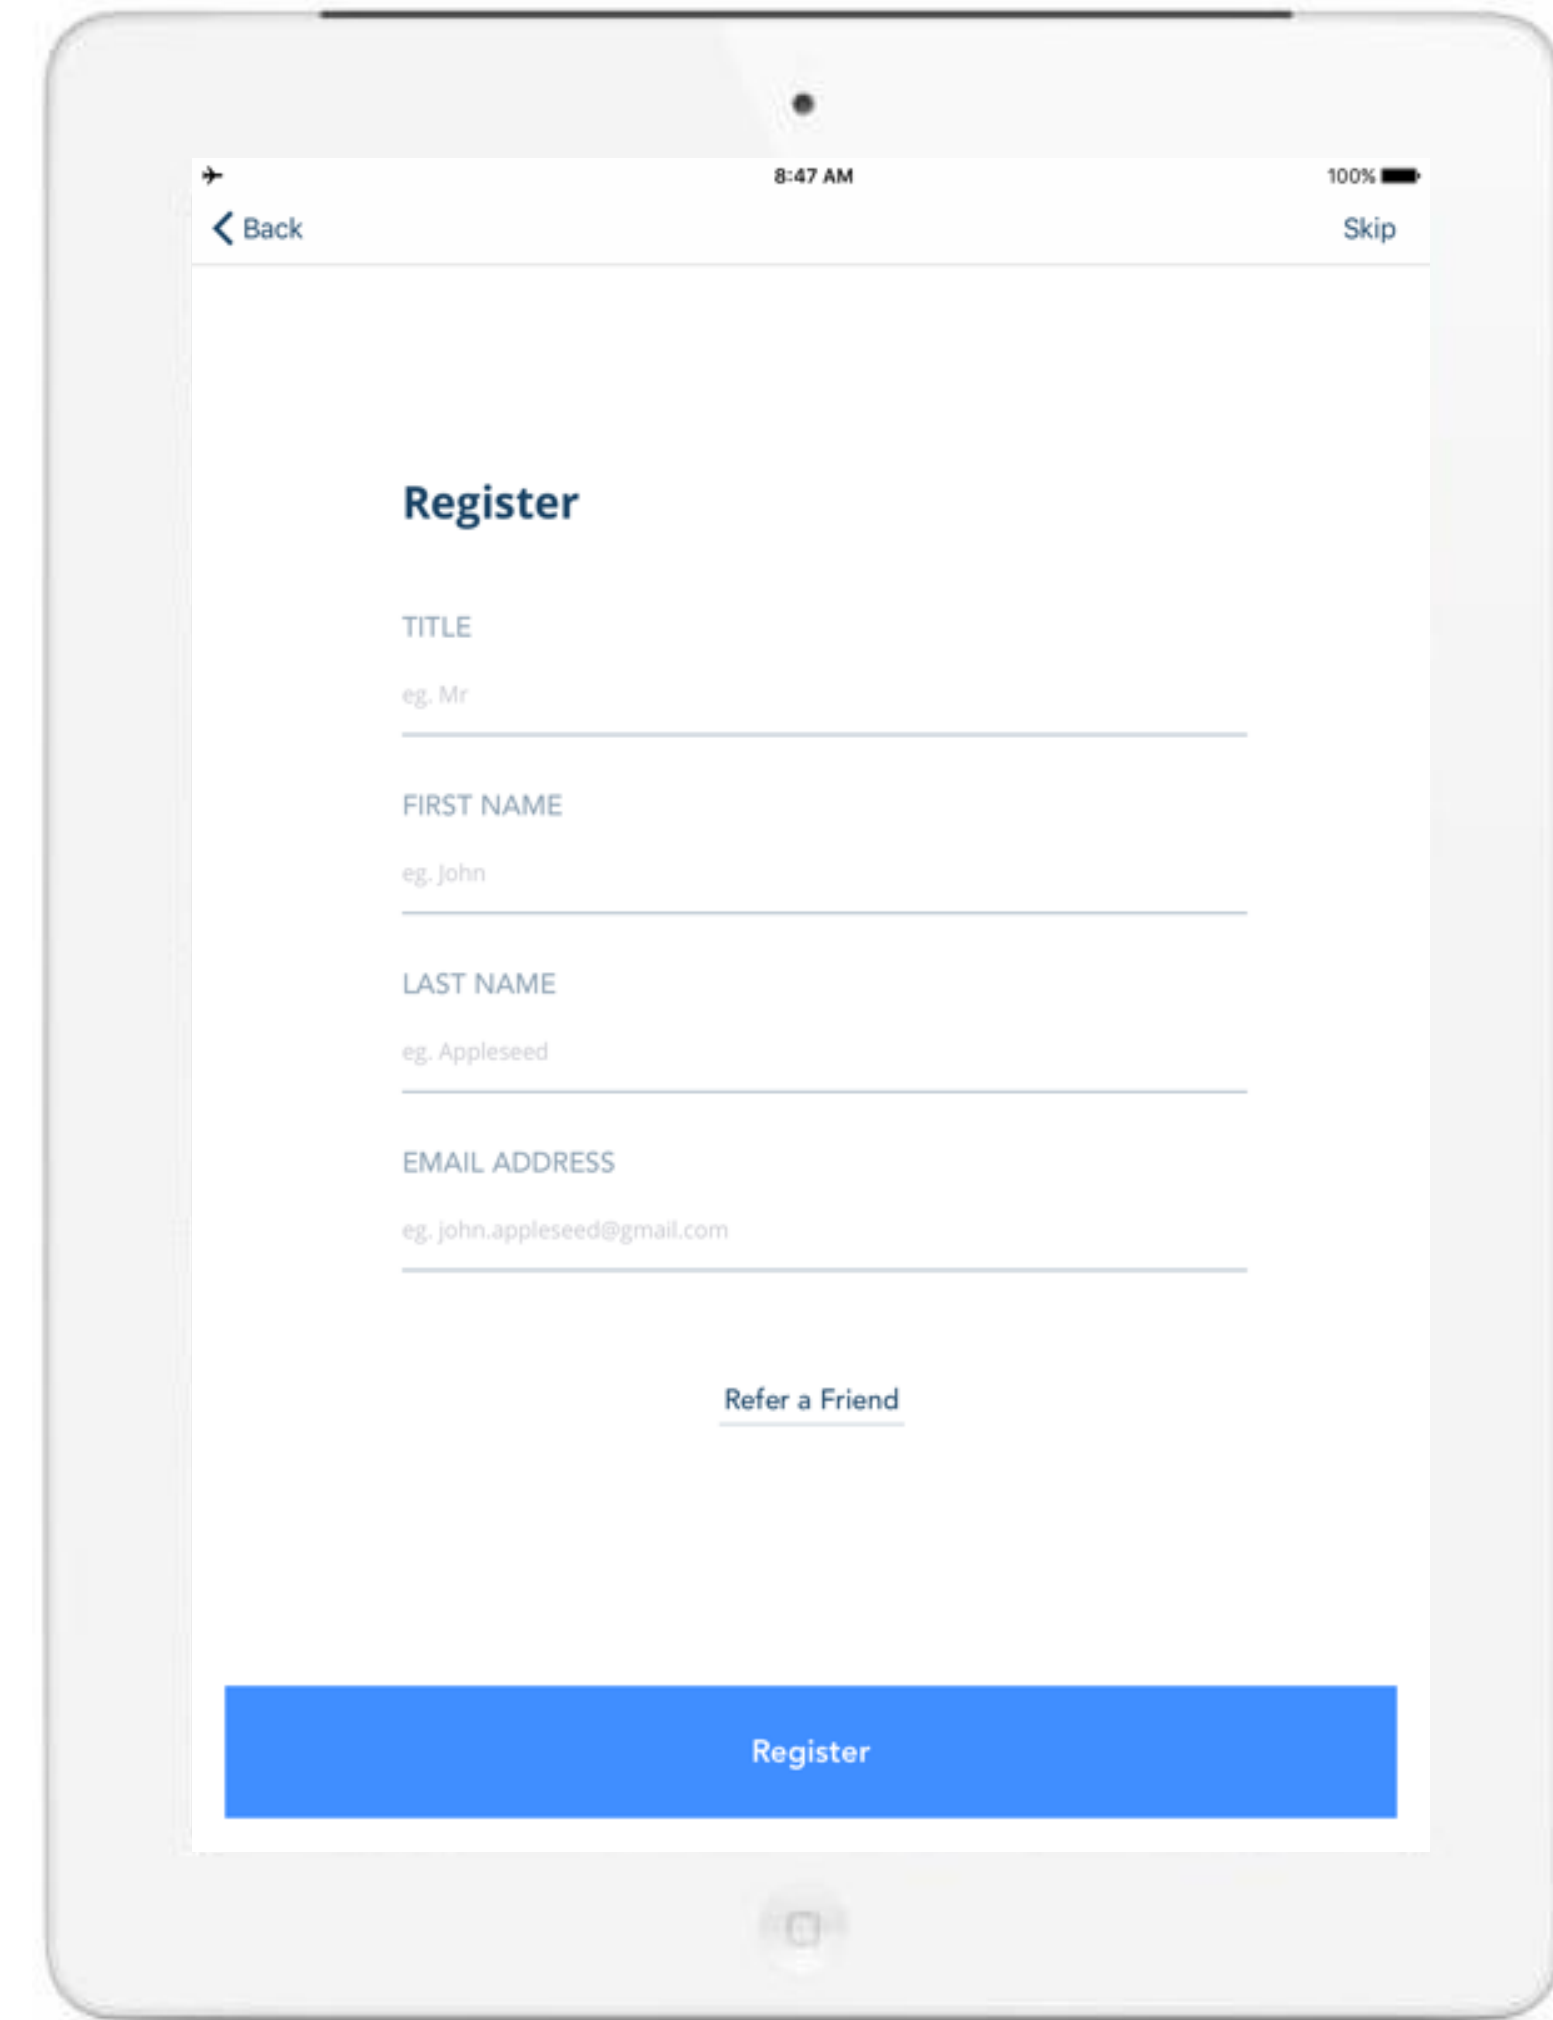 8:47 AM
100%
Back
Skip
Register
TITLE
eg. Mr
FIRST NAME
eg. John
LAST NAME
eg. Appleseed
EMAIL ADDRESS
eg. john.appleseed@gmail.com
Refer a Friend
Register